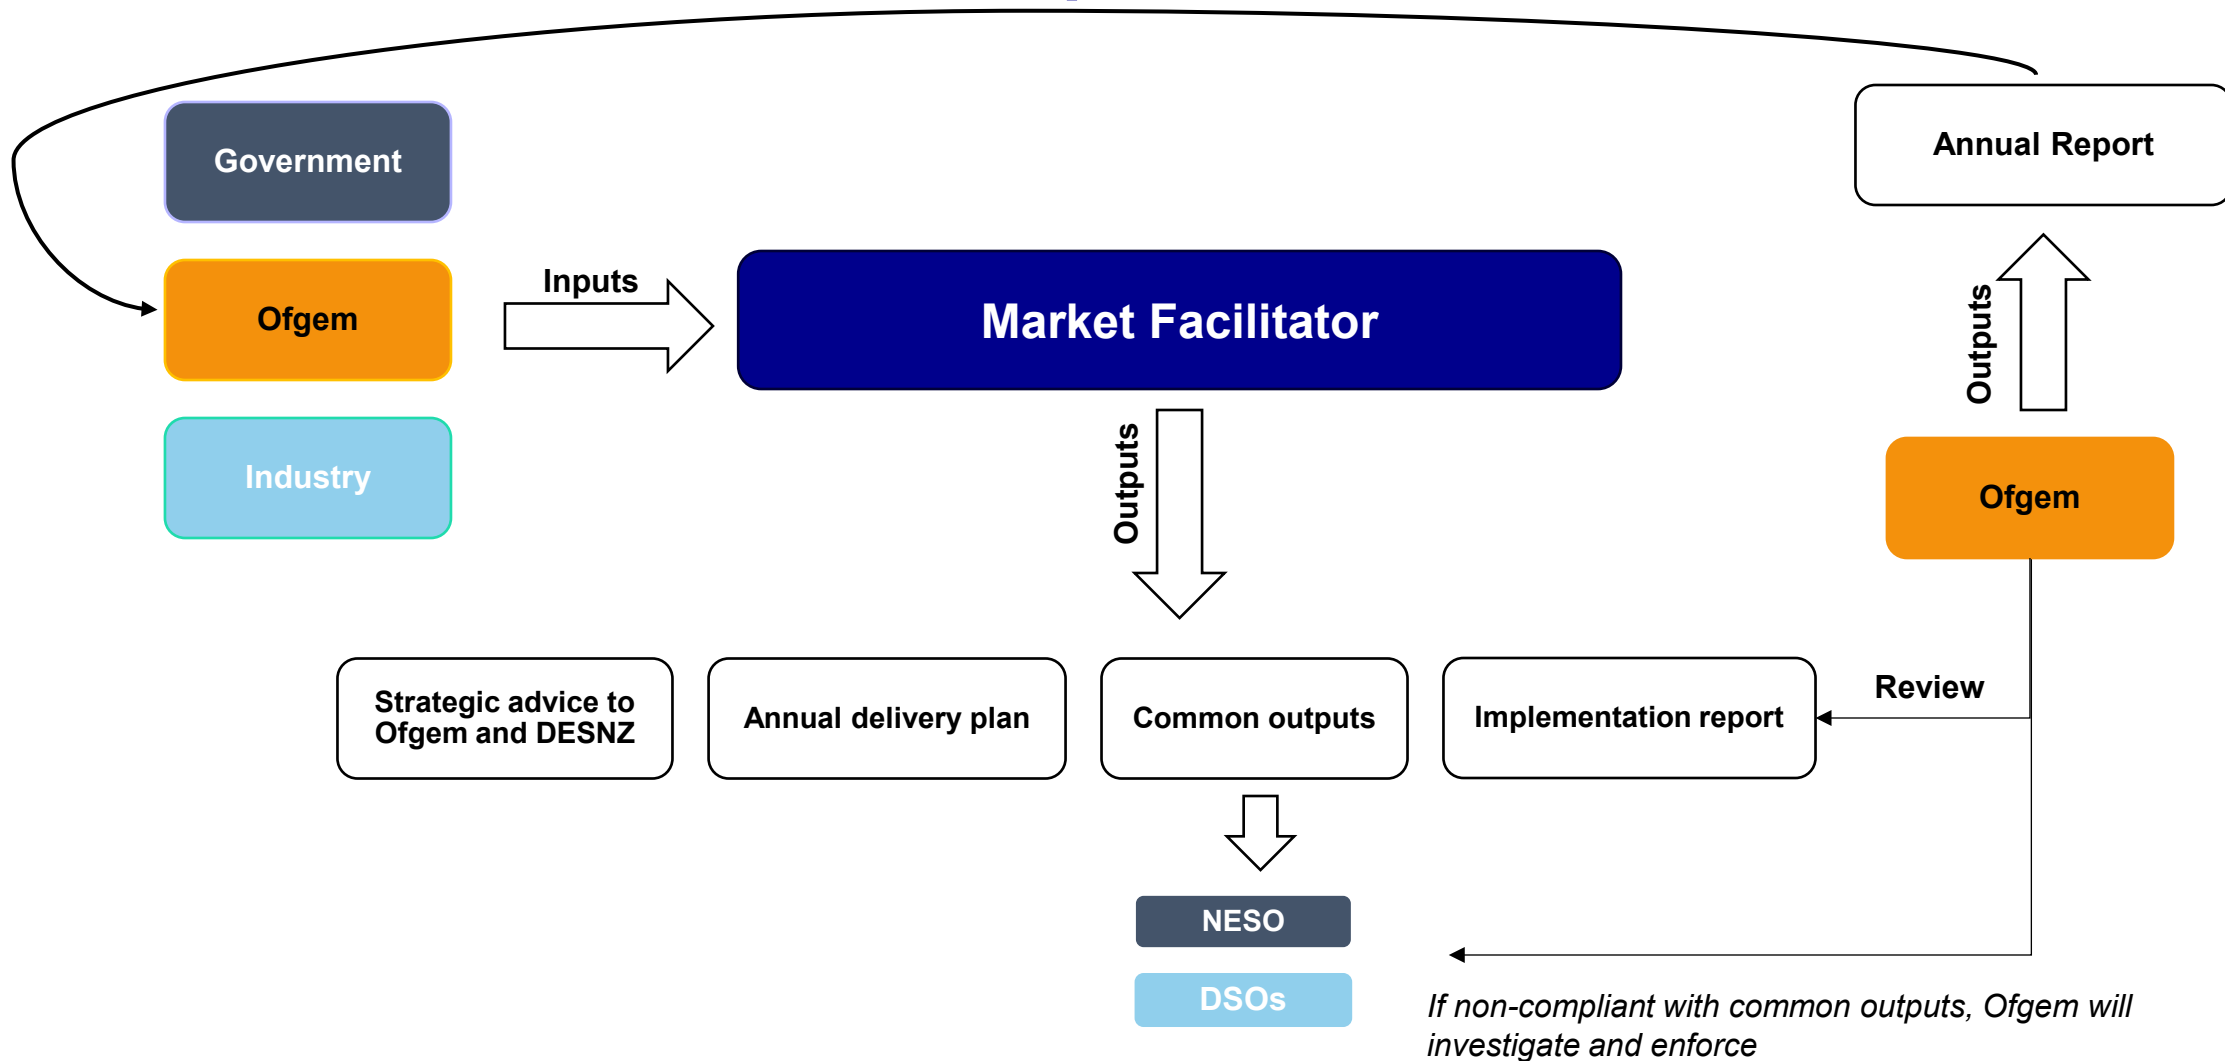 Government
Annual Report
Inputs
Ofgem
Market Facilitator
Outputs
Industry
Outputs
Ofgem
Strategic advice to
Ofgem and DESNZ
Annual delivery plan
Common outputs
Implementation report
Review
NESO
DSOs
If non-compliant with common outputs, Ofgem will
investigate and enforce